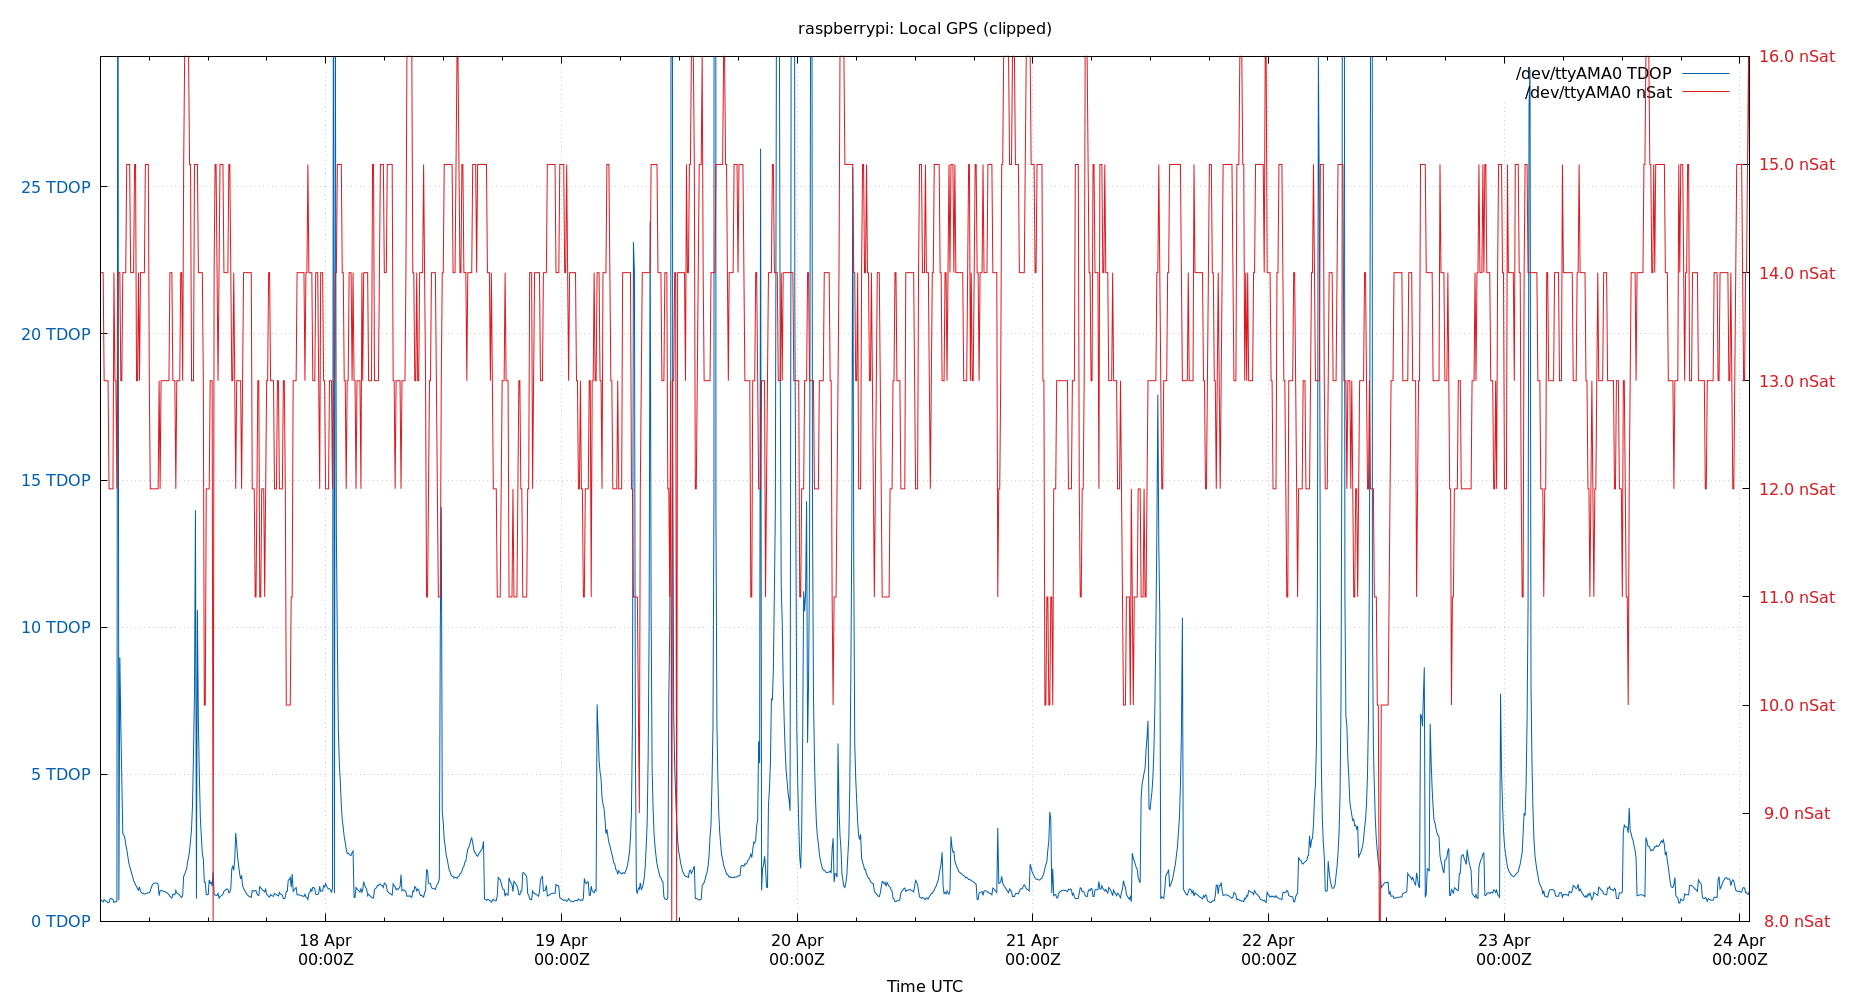 raspberrypi: Local GPS (clipped)
/dev/ttyAMA0 TDOP
/dev/ttyAMA0 nSat
25 TDOP
20 TDOP
15 TDOP
10 TDOP
5 TDOP
0 TDOP
16.0 nSat
15.0 nSat
14.0 nSat
13.0 nSat
12.0 nSat
11.0 nSat
10.0 nSat
9.0 nSat
8.0 nSat
18 Apr
00:00Z
19 Apr
00:00Z
20 Apr
00:00Z
21 Apr
00:00Z
22 Apr
00:00Z
23 Apr
00:00Z
24 Apr
00:00Z
Time UTC